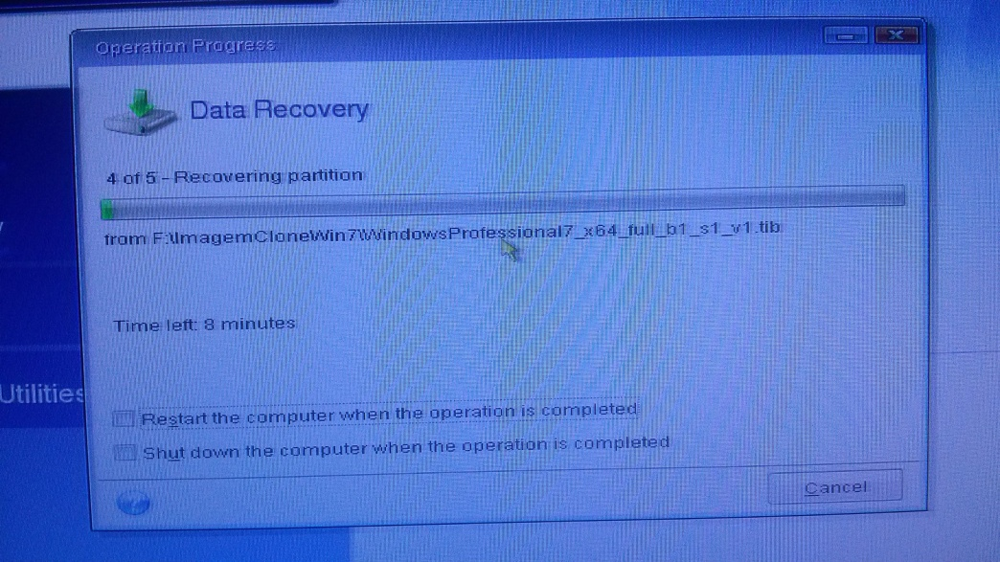 Operation Progress
Data Recovery
4 of 5 - Recovering partition
from F:\ImagemCloneWin7\WindowsProfessional7_x64_full_b1_s1_v1.tib
Time left: 8 minutes
Utilities
Restart the computer when the operation is completed
Shut down the computer when the operation is completed
Cancel